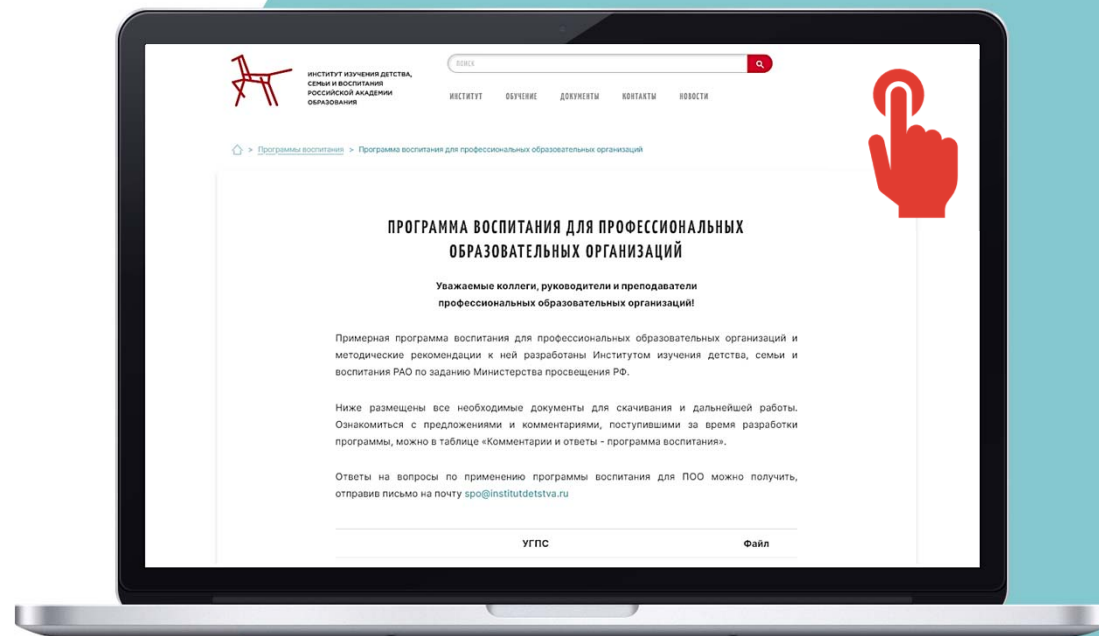 ИНСТИТУТ ИЗУЧЕНИЯ ДЕТСТВА,
СЕМЬИ И ВОСПИТАНИЯ
РОССИЙСКОЙ АКАДЕМИИ
ОБРАЗОВАНИЯ
ПОИСК
ИНСТИТУТ ОБУЧЕНИЕ ДОКУМЕНТЫ КОНТАКТЫ НОВОСТИ
> Программы воспитания > Программа воспитания для профессиональных образовательных организаций
ПРОГРАММА ВОСПИТАНИЯ ДЛЯ ПРОФЕССИОНАЛЬНЫХ
ОБРАЗОВАТЕЛЬНЫХ ОРГАНИЗАЦИЙ
Уважаемые коллеги, руководители и преподаватели
профессиональных образовательных организаций!
Примерная программа воспитания для профессиональных образовательных организаций и
методические рекомендации к ней разработаны Институтом изучения детства, семьи и
воспитания РАО по заданию Министерства просвещения РФ.
Ниже размещены все необходимые документы для скачивания и дальнейшей работы.
Ознакомиться с предложениями и комментариями, поступившими за время разработки
программы, можно в таблице «Комментарии и ответы - программа воспитания».
Ответы на вопросы по применению программы воспитания для ПОО можно получить,
отправив письмо на почту spo@institutdetstva.ru
УГПС Файл